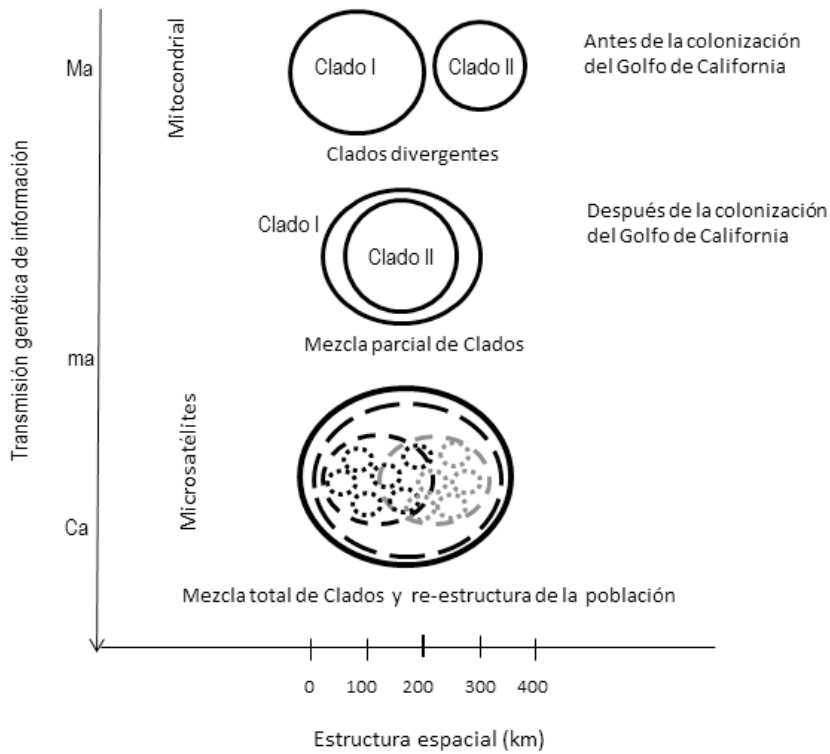 Transmisión genética de información
Ma
ma
Ca
Mitocondrial
Microsatélites
Clado I
Clado II
Antes de la colonización
del Golfo de California
Clados divergentes
Clado I
Clado II
Después de la colonización
del Golfo de California
Mezcla parcial de Clados
Mezcla total de Clados y re-estructura de la población
0 100 200 300 400
Estructura espacial (km)